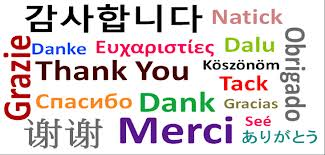 감사합니다 Natick
Grazie
Danke Ευχαριστίες Dalu
Obrigado
Thank You Köszönöm
Tack
Спасибо Dank Gracias
谢谢 Merci Seé
ありがとう